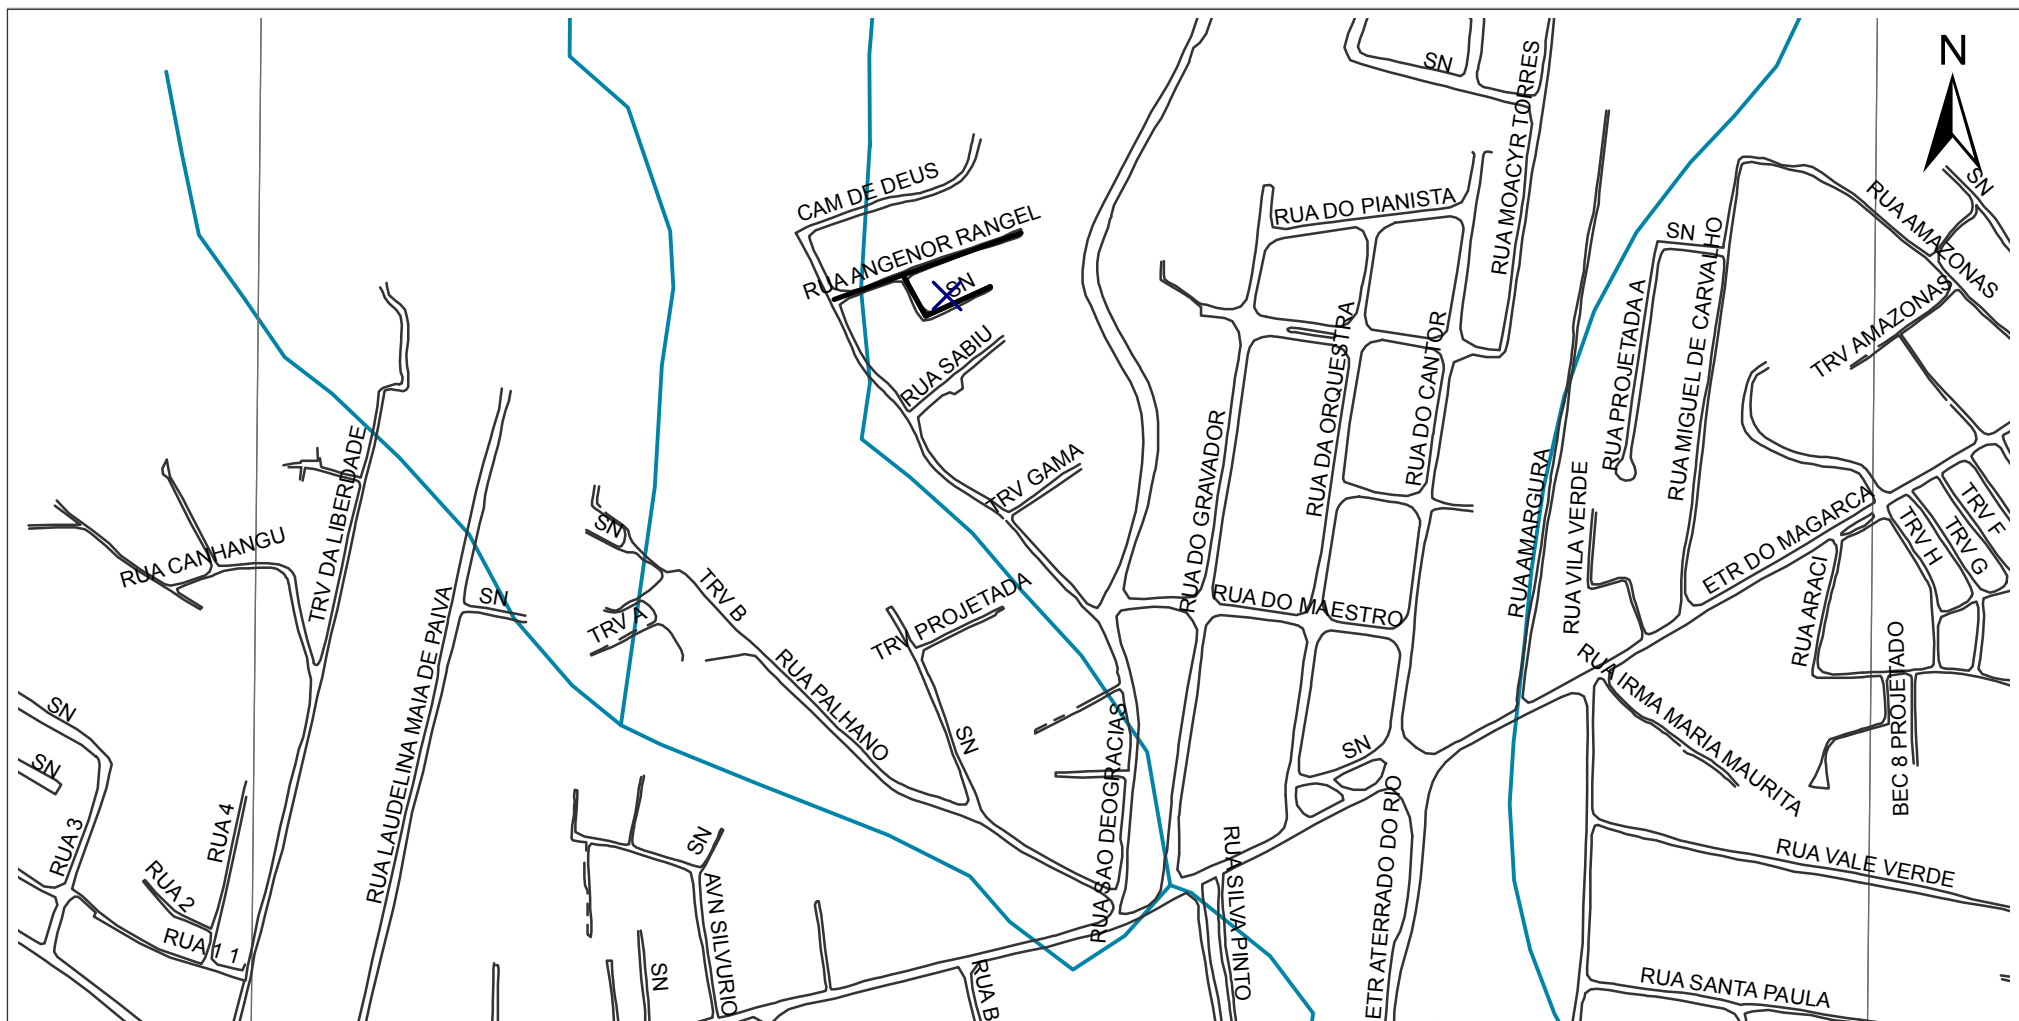 N
SN
RUA MOACYR TORRES
CAM DE DEUS
RUA AMAZONAS
SN
RUA DO PIANISTA
RUA ANGENOR RANGEL
SN
SN
RUA MIGUEL DE CARVALHO
TRV AMAZONAS
RUA PROJETADA A
RUA SABIU
RUA DA ORQUESTRA
RUA DO CANTOR
TRV DA LIBERDADE
RUA DO GRAVADOR
TRV GAMA
RUA AMARGURA
RUA VILA VERDE
ETR DO MAGARCA
TRV F
TRV G
TRV H
RUA CANHANGU
SN
TRV B
TRV A
SN
RUA LAUDELINA MAIA DE PAIVA
TRV PROJETADA
RUA DO MAESTRO
RUA ARACI
BEC 8 PROJETADO
RUA IRMA MARIA MAURITA
RUA PALHANO
SN
RUA SAO DEOGRACIAS
SN
ETR ATERRADO DO RIO
SN
SN
RUA 3
RUA 4
RUA 2
RUA 1 1
SN
AVN SILVURIO
SN
RUA B
RUA SILVA PINTO
RUA VALE VERDE
RUA SANTA PAULA